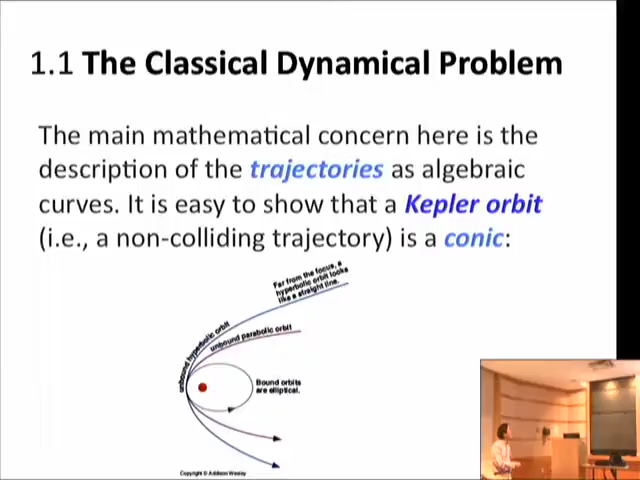 1.1 The Classical Dynamical Problem
The main mathematical concern here is the
description of the trajectories as algebraic
curves. It is easy to show that a Kepler orbit
(i.e., a non-colliding trajectory) is a conic:
Far from the focus, a
hyperbolic orbit looks
like a straight line.
unbound hyperbolic orbit
unbound parabolic orbit
Bound orbits
are elliptical.
Copyright © Addison Wesley